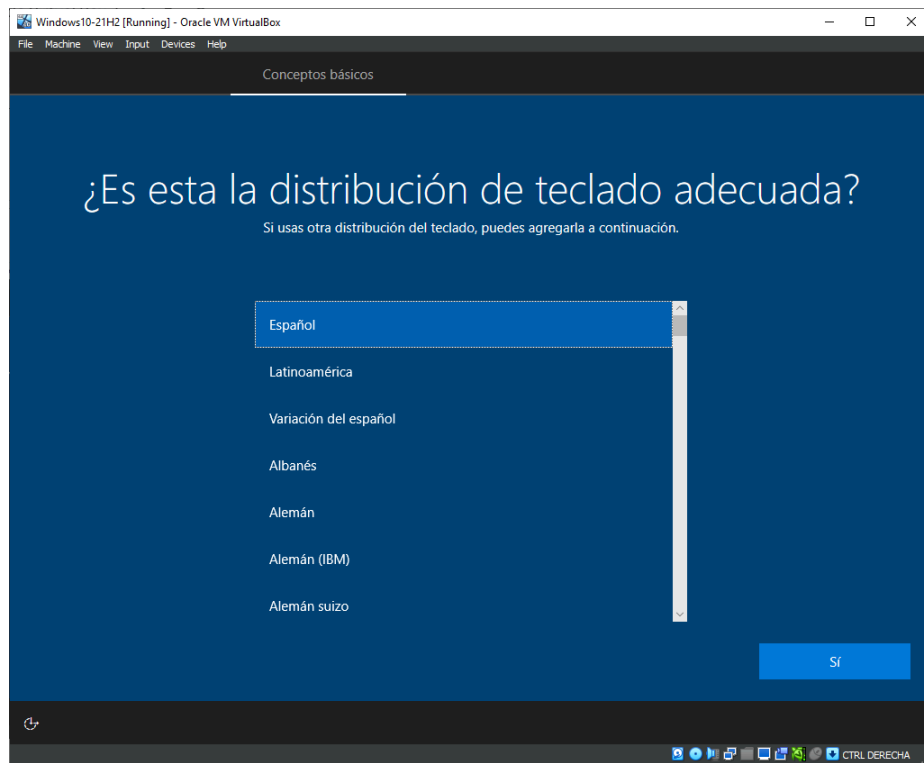 Windows10-21H2 [Running] - Oracle VM VirtualBox
File Machine View Input Devices Help
Conceptos básicos
¿Es esta la distribución de teclado adecuada?
Si usas otra distribución del teclado, puedes agregarla a continuación.
Español
Latinoamérica
Variación del español
Albanés
Alemán
Alemán (IBM)
Alemán suizo
Sí
CTRL DERECHA